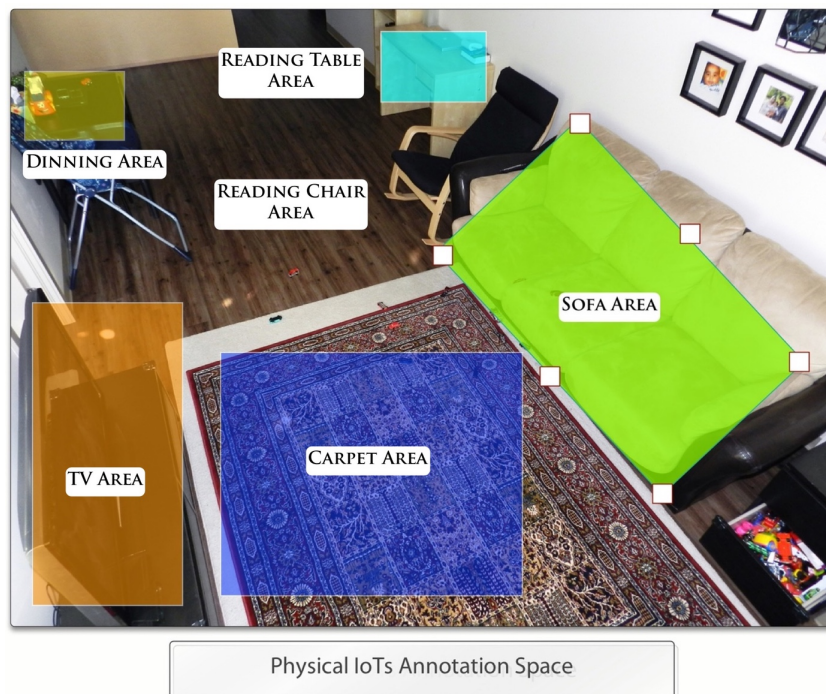 READING TABLE
AREA
DINNING AREA
READING CHAIR
AREA
SOFA AREA
CARPET AREA
TV AREA
Physical IoTs Annotation Space